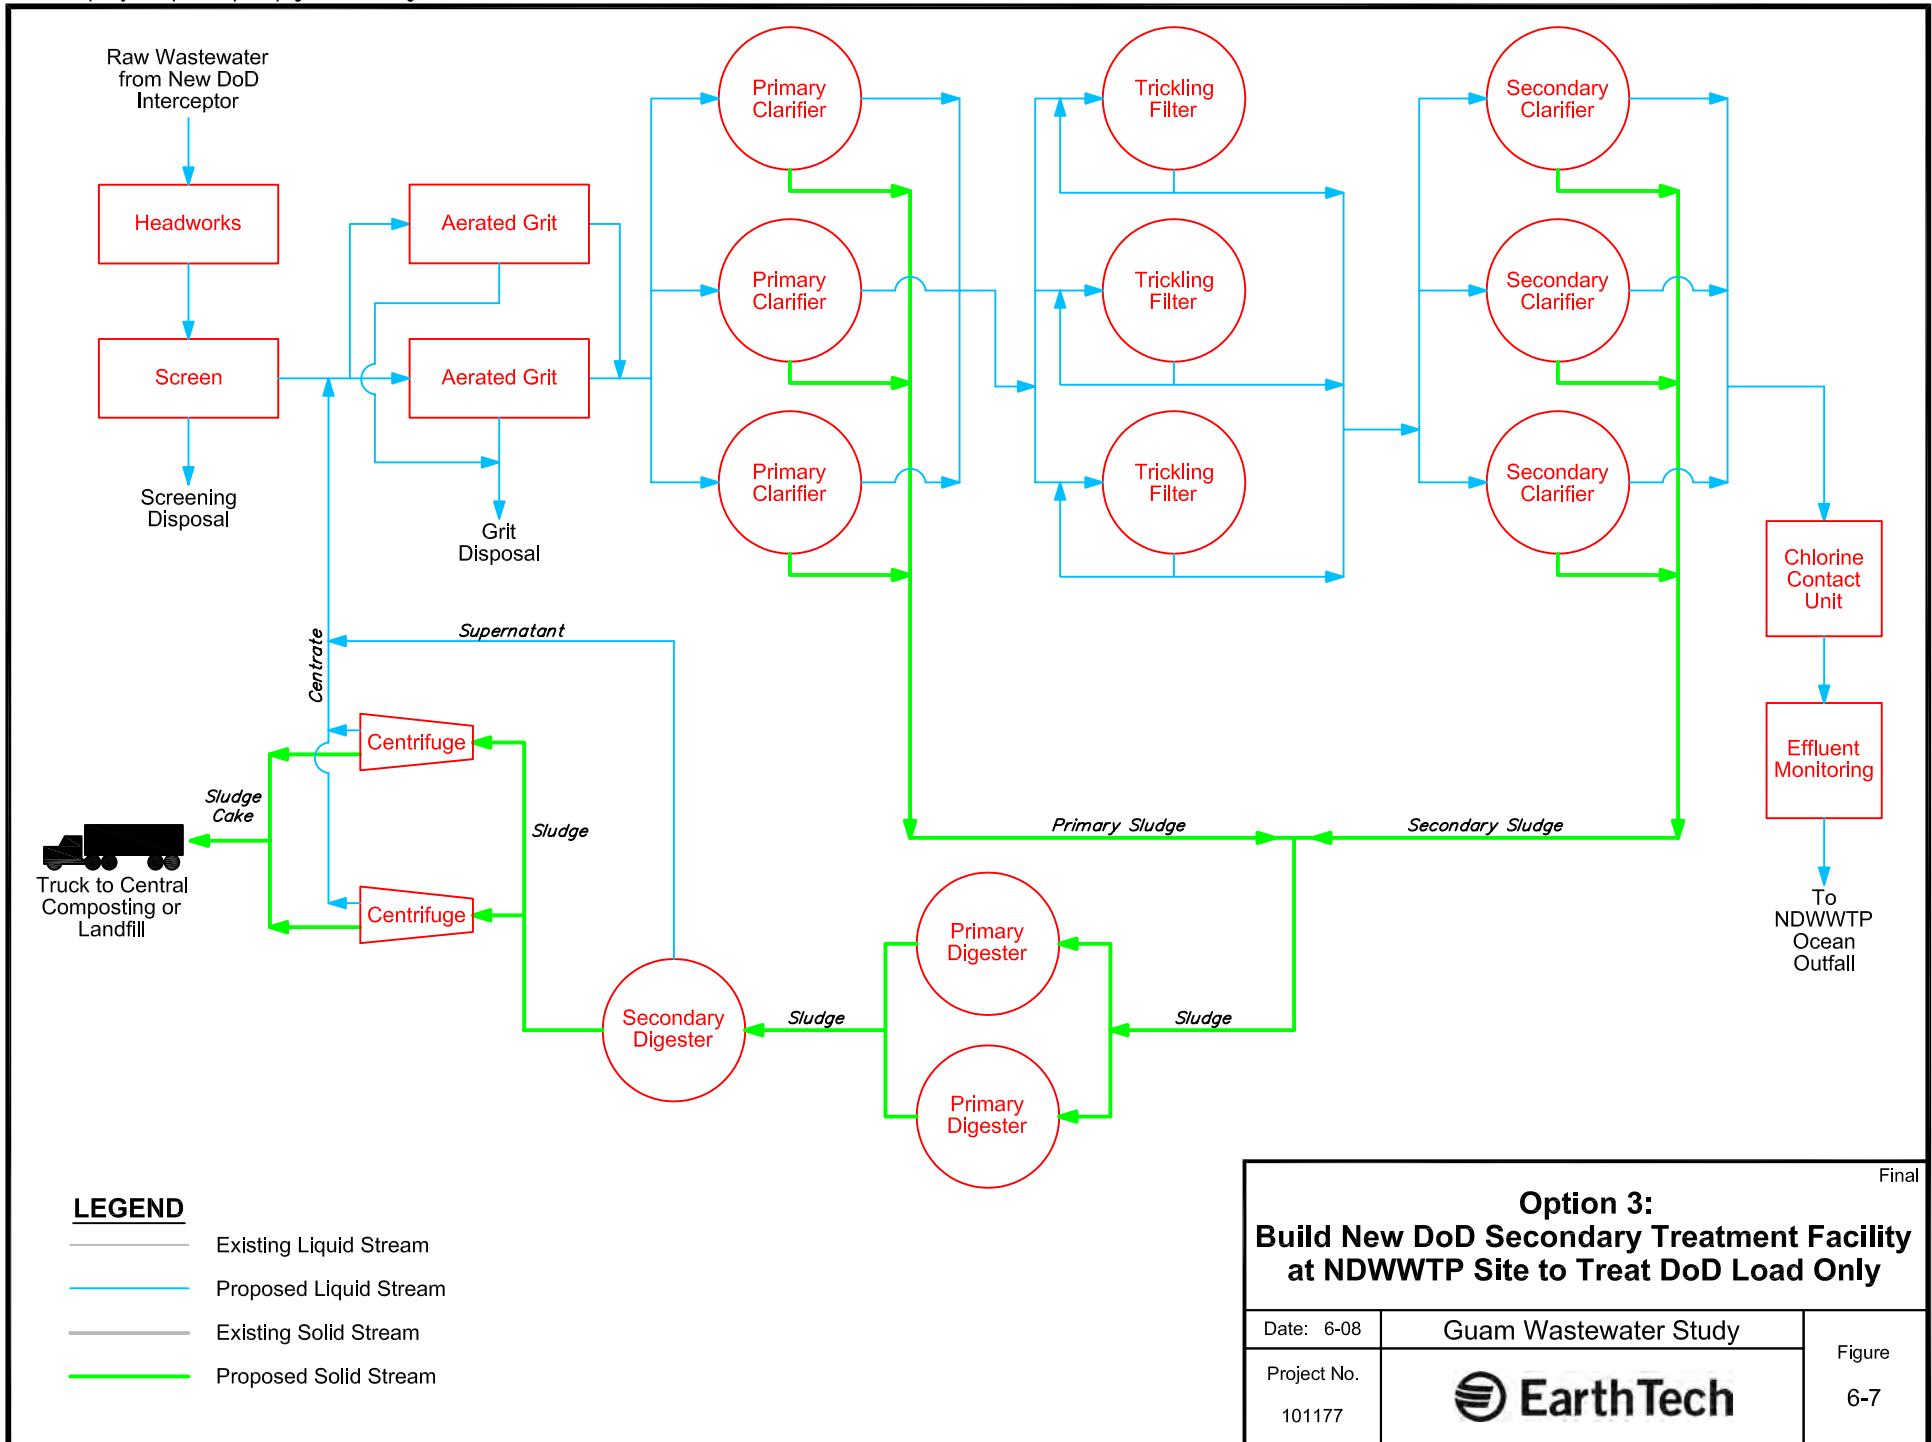 Raw Wastewater
from New DoD
Interceptor
Headworks
Screen
Screening
Disposal
Aerated Grit
Aerated Grit
Grit
Disposal
Primary
Clarifier
Primary
Clarifier
Primary
Clarifier
Trickling
Filter
Trickling
Filter
Trickling
Filter
Secondary
Clarifier
Secondary
Clarifier
Secondary
Clarifier
Chlorine
Contact
Unit
Effluent
Monitoring
To
NDWWTP
Ocean
Outfall
Supernatant
Centrate
Centrifuge
Centrifuge
Sludge
Cake
Sludge
Truck to Central
Composting or
Landfill
Primary Sludge
Secondary Sludge
Primary
Digester
Primary
Digester
Sludge
Sludge
Secondary
Digester
LEGEND
Existing Liquid Stream
Proposed Liquid Stream
Existing Solid Stream
Proposed Solid Stream
Final
Option 3:
Build New DoD Secondary Treatment Facility
at NDWWTP Site to Treat DoD Load Only
Date: 6-08
Guam Wastewater Study
Project No.
101177
EarthTech
Figure
6-7